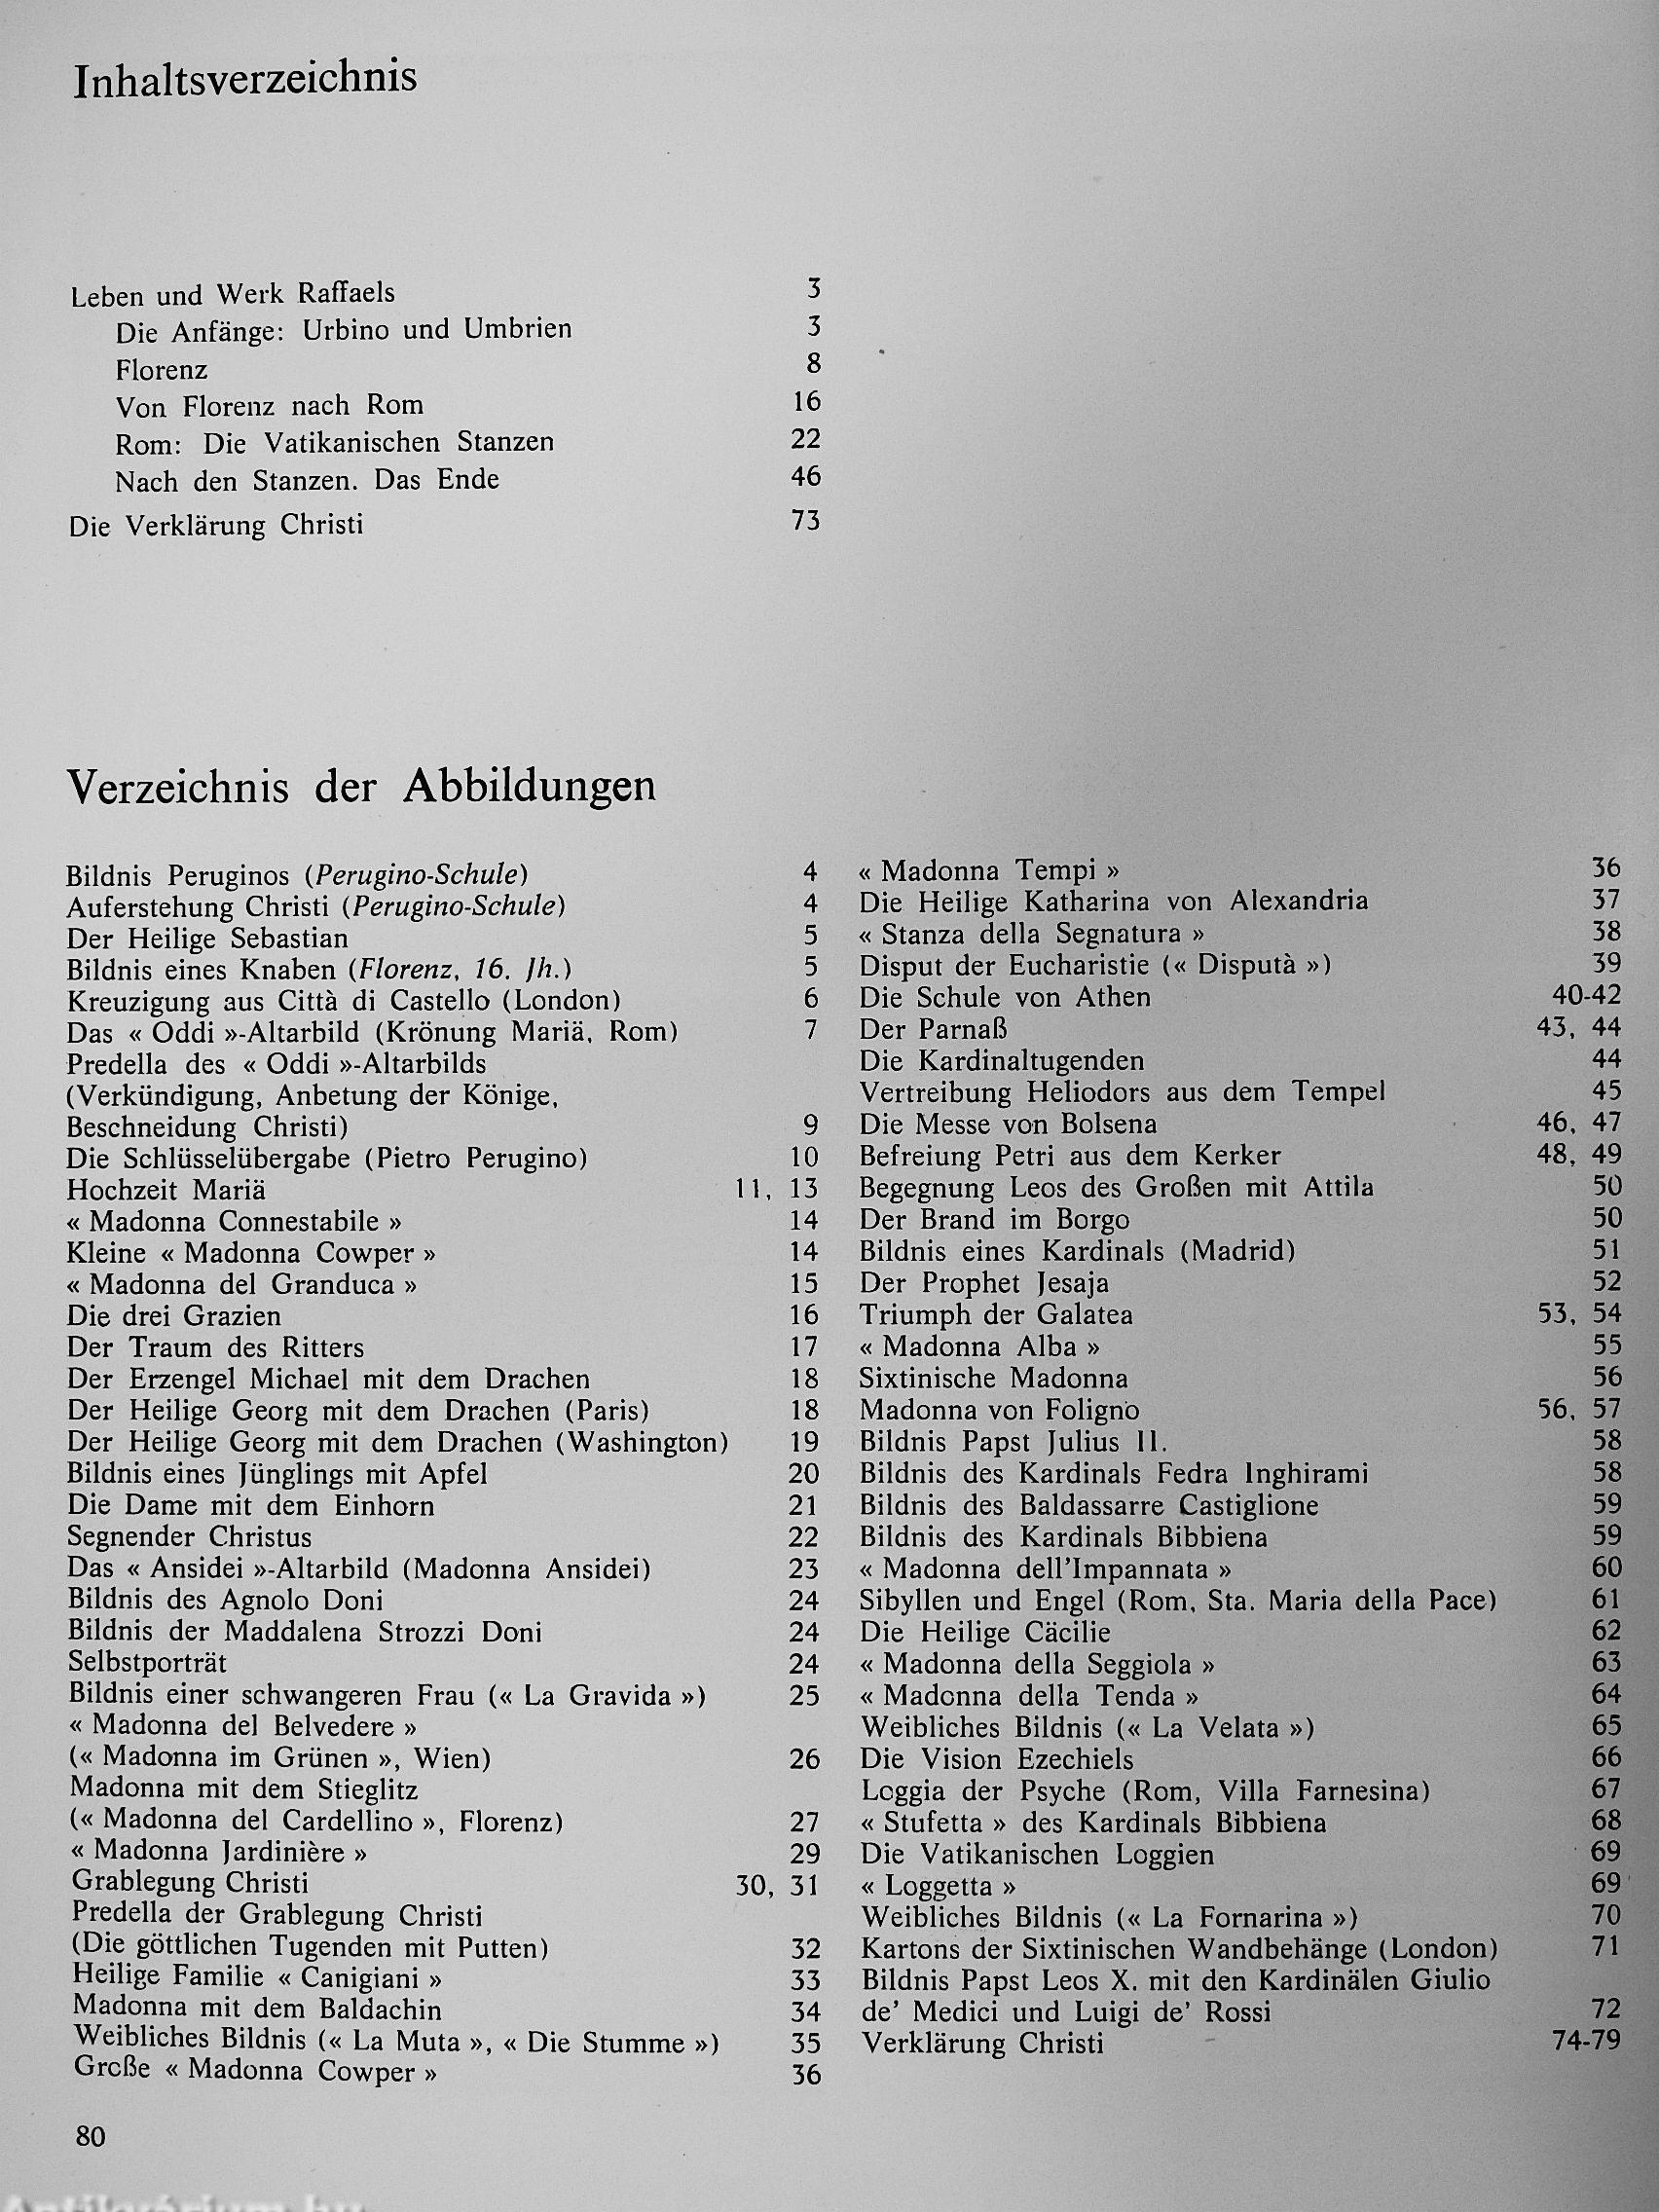 Inhaltsverzeichnis
Leben und Werk Raffaels 3
Die Anfänge: Urbino und Umbrien 3
Florenz 8
Von Florenz nach Rom 16
Rom: Die Vatikanischen Stanzen 22
Nach den Stanzen. Das Ende 46
Die Verklärung Christi 73
Verzeichnis der Abbildungen
Bildnis Peruginos (Perugino-Schule) 4
Auferstehung Christi (Perugino-Schule) 4
Der Heilige Sebastian 5
Bildnis eines Knaben (Florenz, 16. Jh.) 5
Kreuzigung aus Città di Castello (London) 6
Das « Oddi »-Altarbild (Krönung Mariä, Rom) 7
Predella des « Oddi »-Altarbilds
(Verkündigung, Anbetung der Könige,
Beschneidung Christi) 9
Die Schlüsselübergabe (Pietro Perugino) 10
Hochzeit Mariä 11, 13
« Madonna Connestabile » 14
Kleine « Madonna Cowper » 14
« Madonna del Granduca » 15
Die drei Grazien 16
Der Traum des Ritters 17
Der Erzengel Michael mit dem Drachen 18
Der Heilige Georg mit dem Drachen (Paris) 18
Der Heilige Georg mit dem Drachen (Washington) 19
Bildnis eines Jünglings mit Apfel 20
Die Dame mit dem Einhorn 21
Segnender Christus 22
Das « Ansidei »-Altarbild (Madonna Ansidei) 23
Bildnis des Agnolo Doni 24
Bildnis der Maddalena Strozzi Doni 24
Selbstporträt 24
Bildnis einer schwangeren Frau (« La Gravida ») 25
« Madonna del Belvedere »
(« Madonna im Grünen », Wien) 26
Madonna mit dem Stieglitz
(« Madonna del Cardellino », Florenz) 27
« Madonna Jardinière » 29
Grablegung Christi 30, 31
Predella der Grablegung Christi
(Die göttlichen Tugenden mit Putten) 32
Heilige Familie « Canigiani » 33
Madonna mit dem Baldachin 34
Weibliches Bildnis (« La Muta », « Die Stumme ») 35
Große « Madonna Cowper » 36
« Madonna Tempi » 36
Die Heilige Katharina von Alexandria 37
« Stanza della Segnatura » 38
Disput der Eucharistie (« Disputà ») 39
Die Schule von Athen 40-42
Der Parnaß 43, 44
Die Kardinaltugenden 44
Vertreibung Heliodors aus dem Tempel 45
Die Messe von Bolsena 46, 47
Befreiung Petri aus dem Kerker 48, 49
Begegnung Leos des Großen mit Attila 50
Der Brand im Borgo 50
Bildnis eines Kardinals (Madrid) 51
Der Prophet Jesaja 52
Triumph der Galatea 53, 54
« Madonna Alba » 55
Sixtinische Madonna 56
Madonna von Foligno 56, 57
Bildnis Papst Julius II. 58
Bildnis des Kardinals Fedra Inghirami 58
Bildnis des Baldassarre Castiglione 59
Bildnis des Kardinals Bibbiena 59
« Madonna dell'Impannata » 60
Sibyllen und Engel (Rom, Sta. Maria della Pace) 61
Die Heilige Cäcilie 62
« Madonna della Seggiola » 63
« Madonna della Tenda » 64
Weibliches Bildnis (« La Velata ») 65
Die Vision Ezechiels 66
Loggia der Psyche (Rom, Villa Farnesina) 67
« Stufetta » des Kardinals Bibbiena 68
Die Vatikanischen Loggien 69
« Loggetta » 69
Weibliches Bildnis (« La Fornarina ») 70
Kartons der Sixtinischen Wandbehänge (London) 71
Bildnis Papst Leos X. mit den Kardinälen Giulio
de' Medici und Luigi de' Rossi 72
Verklärung Christi 74-79
80